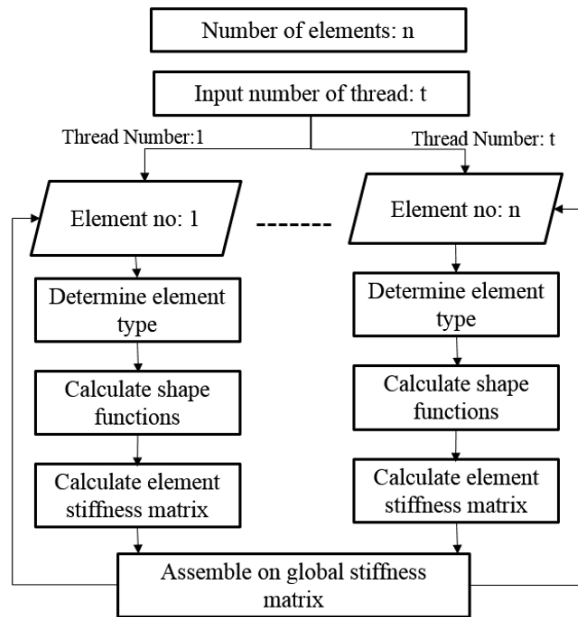 Number of elements: n
Input number of thread: t
Thread Number:1
Thread Number: t
Element no: 1
Element no: n
Determine element
type
Determine element
type
Calculate shape
functions
Calculate shape
functions
Calculate element
stiffness matrix
Calculate element
stiffness matrix
Assemble on global stiffness
matrix